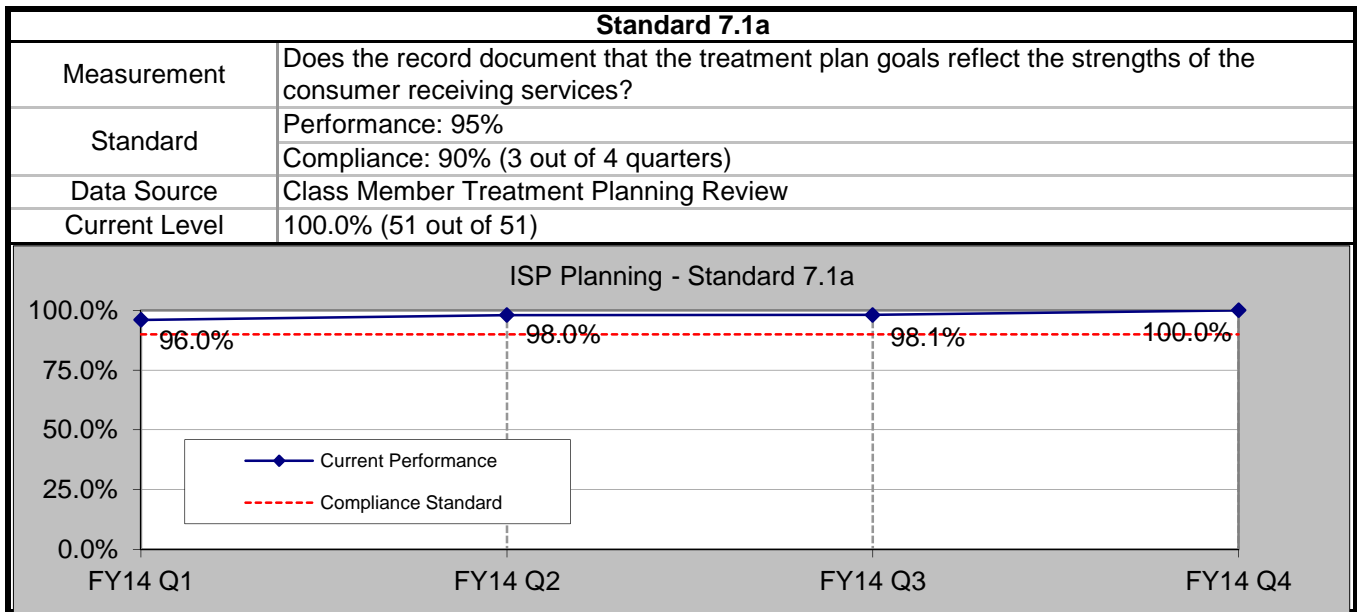 Standard 7.1a
Measurement
Does the record document that the treatment plan goals reflect the strengths of the
consumer receiving services?
Standard
Performance: 95%
Compliance: 90% (3 out of 4 quarters)
Data Source
Class Member Treatment Planning Review
Current Level
100.0% (51 out of 51)
ISP Planning - Standard 7.1a
100.0%
75.0%
50.0%
25.0%
0.0%
96.0%
98.0%
98.1%
100.0%
Current Performance
Compliance Standard
FY14 Q1
FY14 Q2
FY14 Q3
FY14 Q4